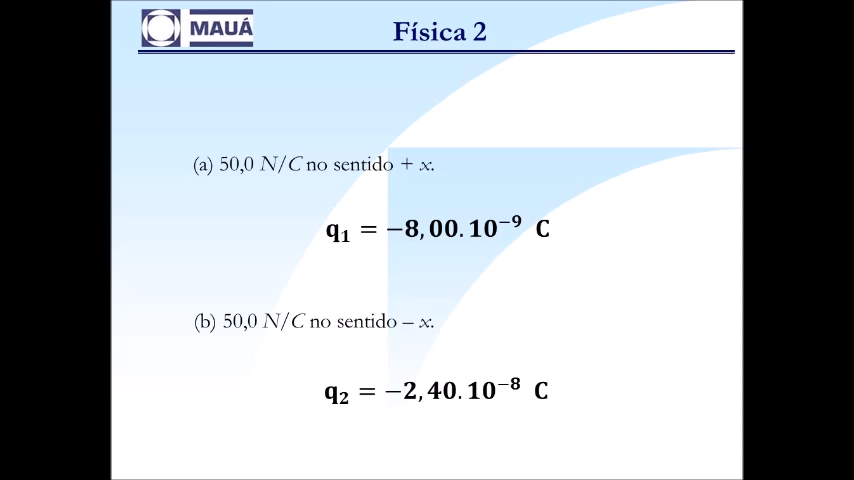 MAUÁ
Física 2
(a) 50,0 N/C no sentido + x.
q₁ = −8,00.10⁻⁹ C
(b) 50,0 N/C no sentido – x.
q₂ = −2,40.10⁻⁸ C